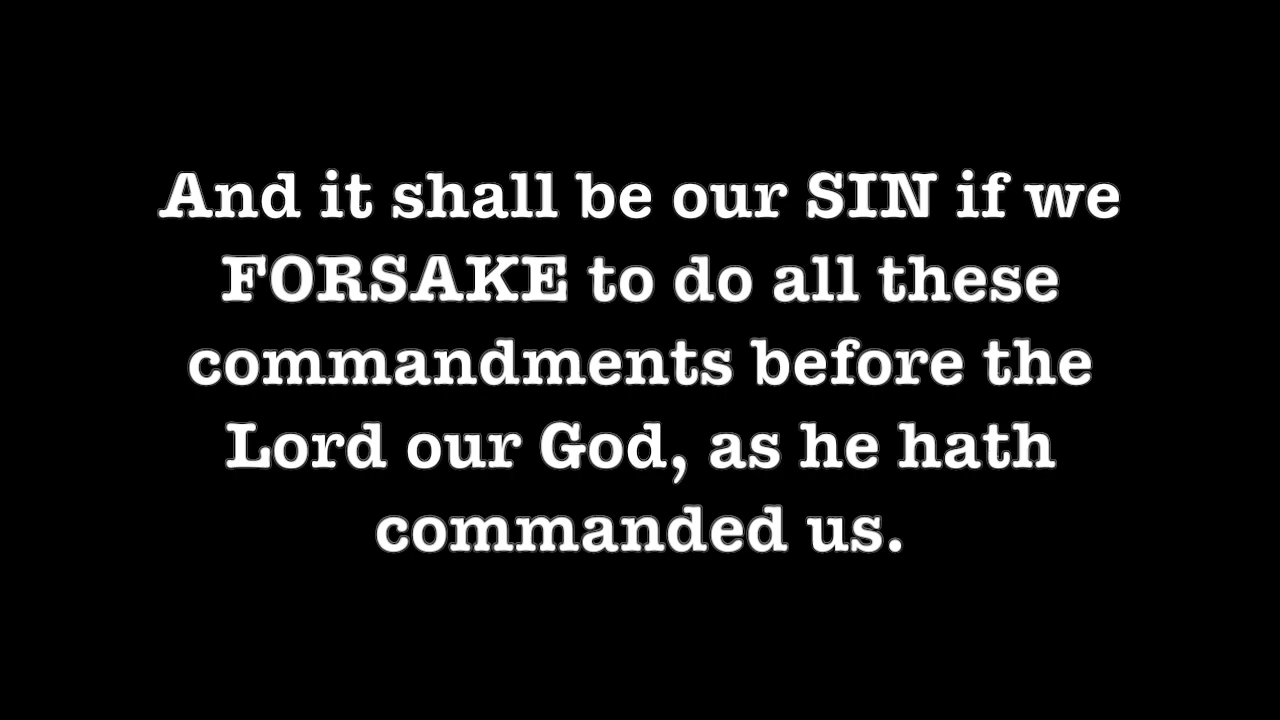 And it shall be our SIN if we
FORSAKE to do all these
commandments before the
Lord our God, as he hath
commanded us.